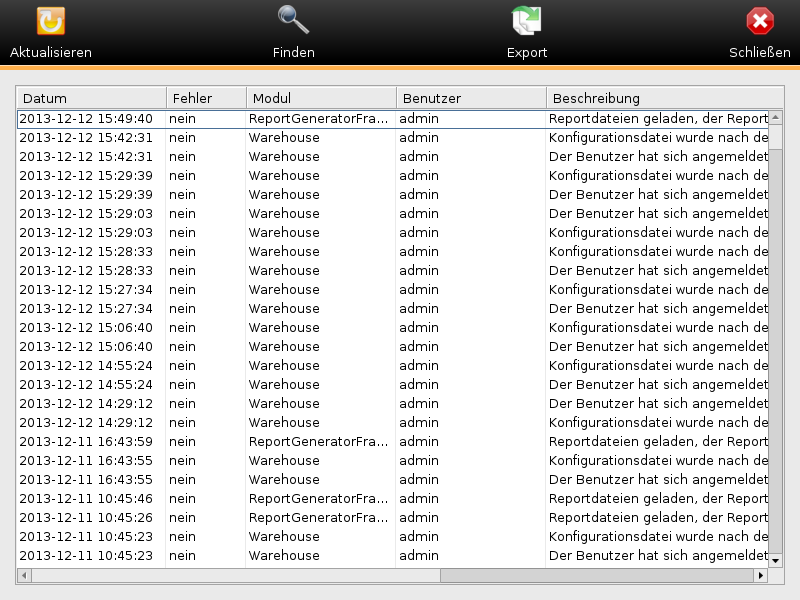 Aktualisieren Finden Export Schließen
Datum Fehler Modul Benutzer Beschreibung
2013-12-12 15:49:40 nein ReportGeneratorFra... admin Reportdateien geladen, der Report
2013-12-12 15:42:31 nein Warehouse admin Konfigurationsdatei wurde nach de
2013-12-12 15:42:31 nein Warehouse admin Der Benutzer hat sich angemeldet
2013-12-12 15:29:39 nein Warehouse admin Konfigurationsdatei wurde nach de
2013-12-12 15:29:39 nein Warehouse admin Der Benutzer hat sich angemeldet
2013-12-12 15:29:03 nein Warehouse admin Der Benutzer hat sich angemeldet
2013-12-12 15:29:03 nein Warehouse admin Konfigurationsdatei wurde nach de
2013-12-12 15:28:33 nein Warehouse admin Konfigurationsdatei wurde nach de
2013-12-12 15:28:33 nein Warehouse admin Der Benutzer hat sich angemeldet
2013-12-12 15:27:34 nein Warehouse admin Konfigurationsdatei wurde nach de
2013-12-12 15:27:34 nein Warehouse admin Der Benutzer hat sich angemeldet
2013-12-12 15:06:40 nein Warehouse admin Konfigurationsdatei wurde nach de
2013-12-12 15:06:40 nein Warehouse admin Der Benutzer hat sich angemeldet
2013-12-12 14:55:24 nein Warehouse admin Konfigurationsdatei wurde nach de
2013-12-12 14:55:24 nein Warehouse admin Der Benutzer hat sich angemeldet
2013-12-12 14:29:12 nein Warehouse admin Der Benutzer hat sich angemeldet
2013-12-12 14:29:12 nein Warehouse admin Konfigurationsdatei wurde nach de
2013-12-11 16:43:59 nein ReportGeneratorFra... admin Reportdateien geladen, der Report
2013-12-11 16:43:55 nein Warehouse admin Konfigurationsdatei wurde nach de
2013-12-11 16:43:55 nein Warehouse admin Der Benutzer hat sich angemeldet
2013-12-11 10:45:46 nein ReportGeneratorFra... admin Reportdateien geladen, der Report
2013-12-11 10:45:26 nein ReportGeneratorFra... admin Reportdateien geladen, der Report
2013-12-11 10:45:23 nein Warehouse admin Konfigurationsdatei wurde nach de
2013-12-11 10:45:23 nein Warehouse admin Der Benutzer hat sich angemeldet